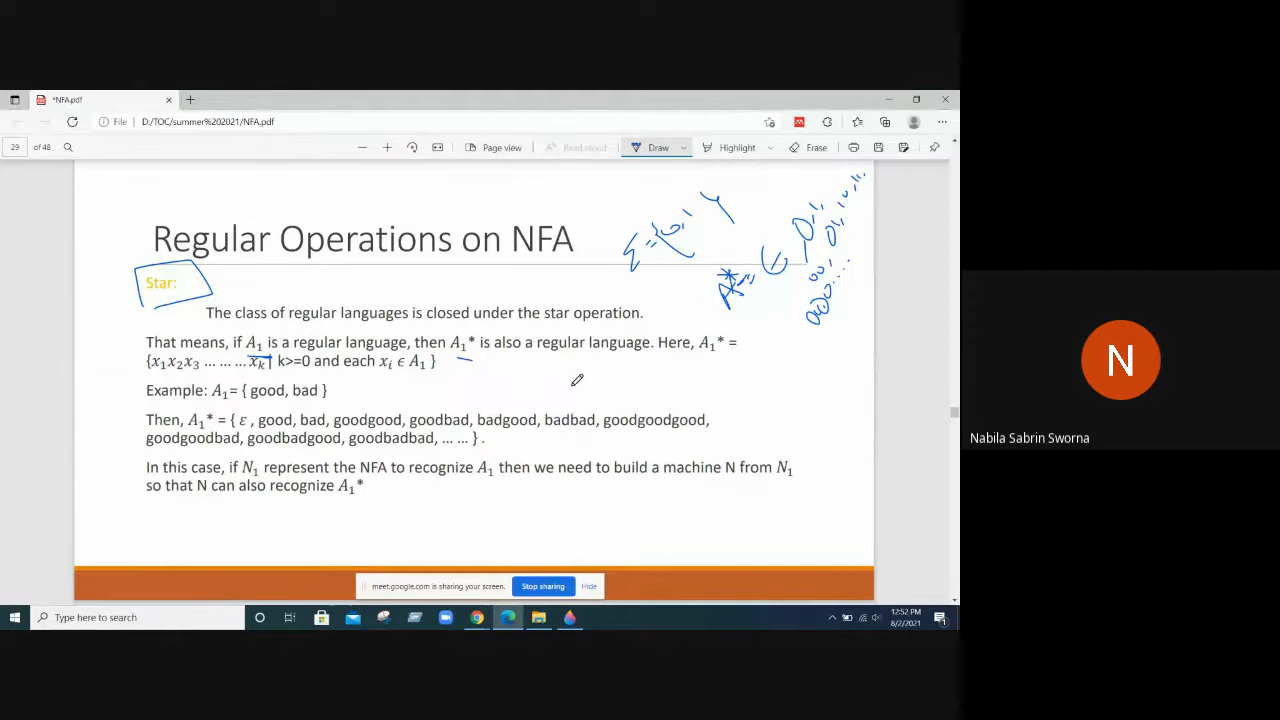 *NFA.pdf
File D:/TOC/summer%202021/NFA.pdf
29 of 48 Page view Read aloud Draw Highlight Erase
Regular Operations on NFA
Σ = {0,1}
Star:
The class of regular languages is closed under the star operation.
That means, if A₁ is a regular language, then A₁* is also a regular language. Here, A₁* =
{x₁x₂x₃ … … … xₖ| k>=0 and each xᵢ ϵ A₁ }
Example: A₁= { good, bad }
Then, A₁* = { ε , good, bad, goodgood, goodbad, badgood, badbad, goodgoodgood,
goodgoodbad, goodbadgood, goodbadbad, … … } .
In this case, if N₁ represent the NFA to recognize A₁ then we need to build a machine N from N₁
so that N can also recognize A₁*
meet.google.com is sharing your screen. Stop sharing Hide
Type here to search
12:52 PM
8/2/2021
N
Nabila Sabrin Sworna